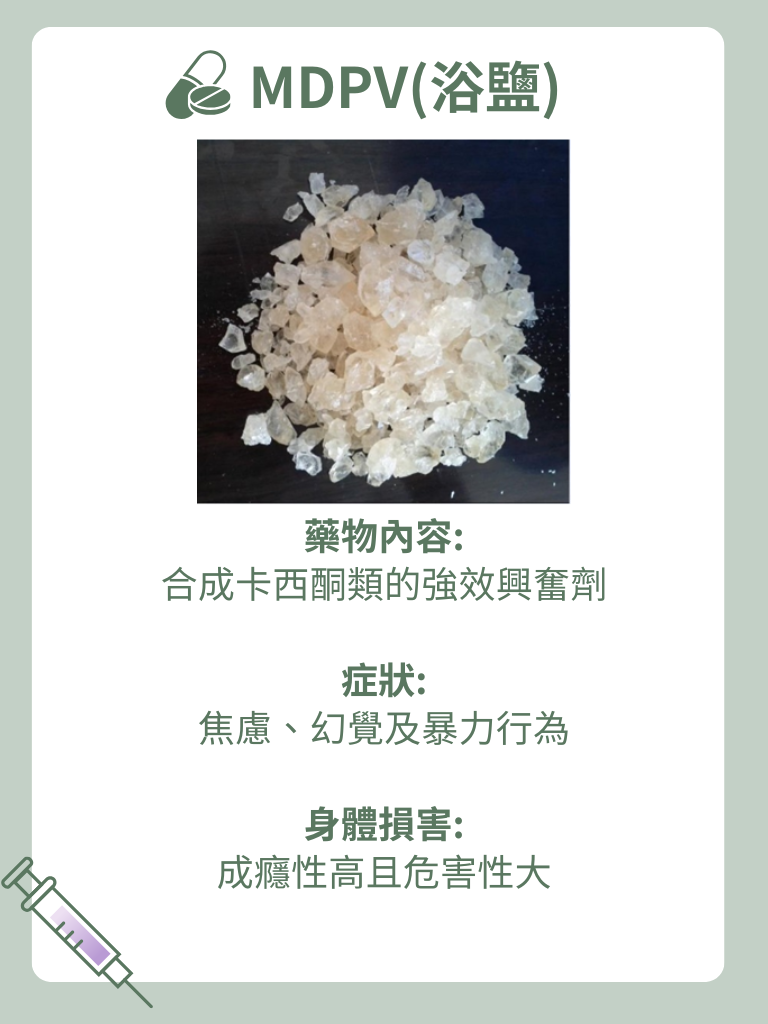 MDPV(浴鹽)
藥物內容:
合成卡西酮類的強效興奮劑
症狀:
焦慮、幻覺及暴力行為
身體損害:
成癮性高且危害性大